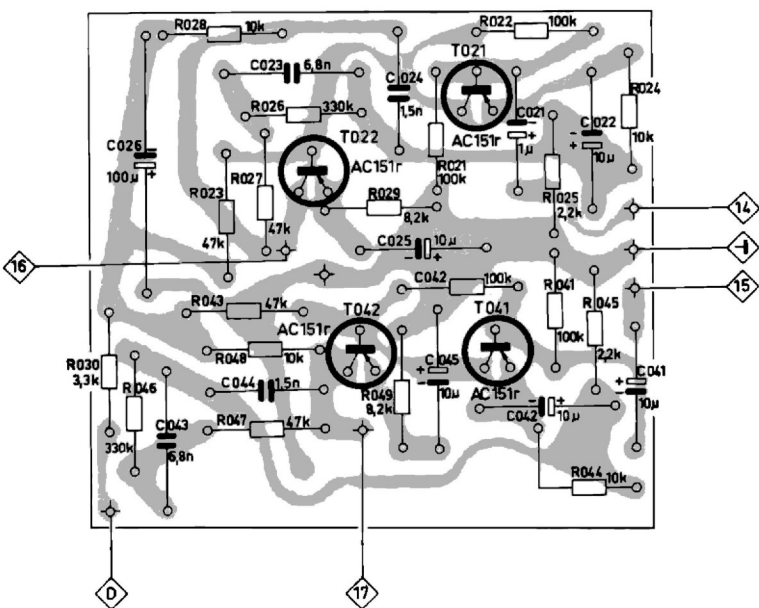 R028
10k
R022
100k
T021
C023
6,8n
C024
1,5n
R024
10k
R026
330k
C021
1µ
C022
10µ
T022
AC151r
AC151r
C026
100µ
R021
100k
R027
47k
R023
47k
R025
2,2k
R029
8,2k
14
C025
10µ
16
15
C042
100k
R043
47k
T042
T041
R041
100k
R045
2,2k
AC151r
R048
10k
R030
3,3k
C045
10µ
C041
10µ
C044
1,5n
R046
330k
R049
8,2k
AC151r
R047
47k
C043
6,8n
C042
10µ
R044
10k
D
17